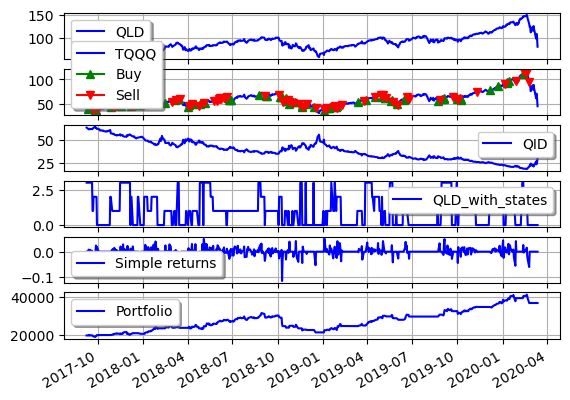 150
QLD
100
TQQQ
Buy
100
Sell
50
50
QID
25
2.5
QLD_with_states
0.0
0.0
Simple returns
−0.1
40000
Portfolio
20000
2017-10
2018-01
2018-04
2018-07
2018-10
2019-01
2019-04
2019-07
2019-10
2020-01
2020-04